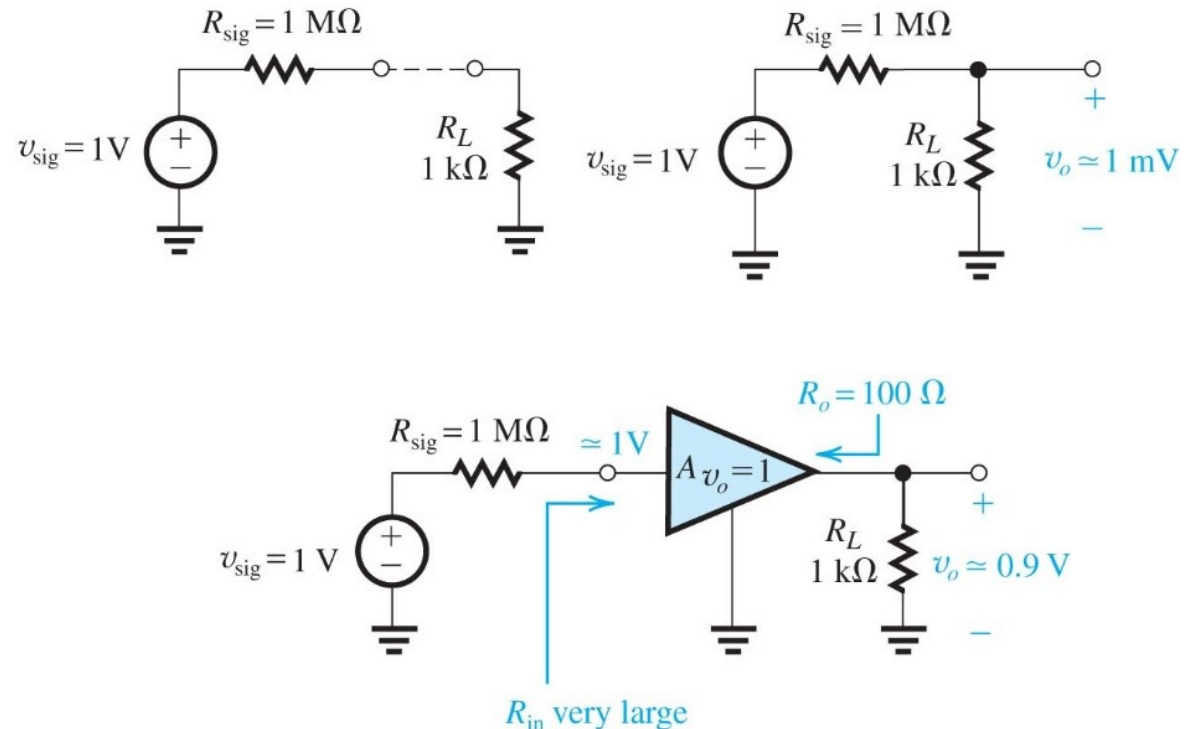 R_sig = 1 MΩ
v_sig = 1V
+
−
R_L
1 kΩ
R_sig = 1 MΩ
v_sig = 1V
+
−
R_L
1 kΩ
+
v_o ≃ 1 mV
−
R_sig = 1 MΩ
≃ 1V
A_v_o = 1
R_o = 100 Ω
v_sig = 1 V
+
−
R_L
1 kΩ
+
v_o ≃ 0.9 V
−
R_in very large